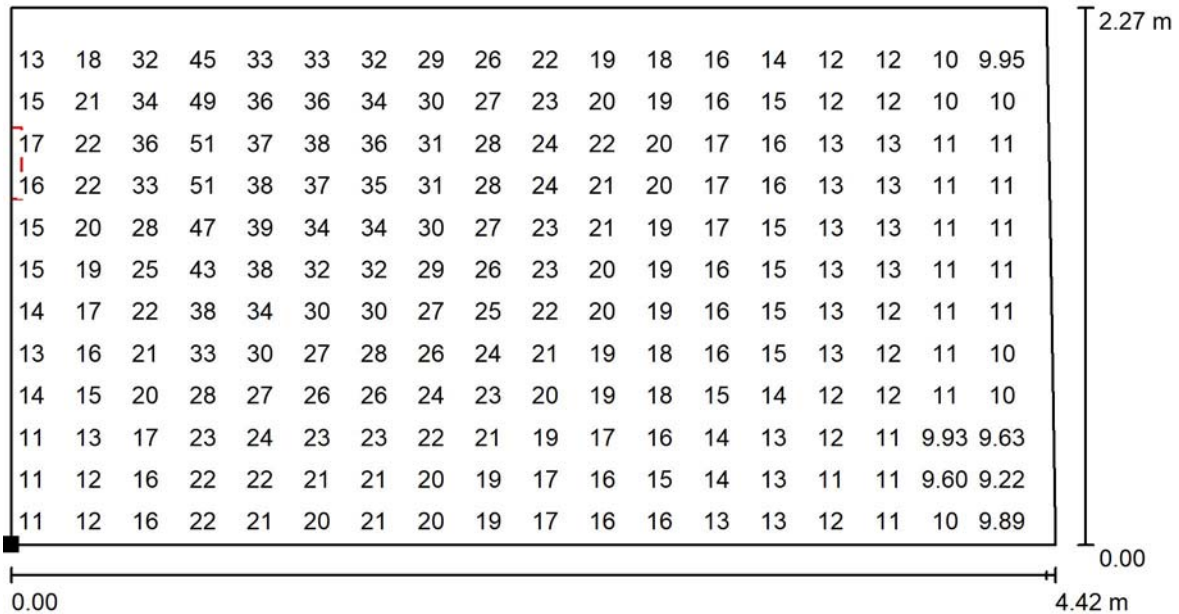 2.27 m
13 18 32 45 33 33 32 29 26 22 19 18 16 14 12 12 10 9.95
15 21 34 49 36 36 34 30 27 23 20 19 16 15 12 12 10 10
17 22 36 51 37 38 36 31 28 24 22 20 17 16 13 13 11 11
16 22 33 51 38 37 35 31 28 24 21 20 17 16 13 13 11 11
15 20 28 47 39 34 34 30 27 23 21 19 17 15 13 13 11 11
15 19 25 43 38 32 32 29 26 23 20 19 16 15 13 13 11 11
14 17 22 38 34 30 30 27 25 22 20 19 16 15 13 12 11 11
13 16 21 33 30 27 28 26 24 21 19 18 16 15 13 12 11 10
14 15 20 28 27 26 26 24 23 20 19 18 15 14 12 12 11 10
11 13 17 23 24 23 23 22 21 19 17 16 14 13 12 11 9.93 9.63
11 12 16 22 22 21 21 20 19 17 16 15 14 13 11 11 9.60 9.22
11 12 16 22 21 20 21 20 19 17 16 16 13 13 12 11 10 9.89
0.00
0.00 4.42 m